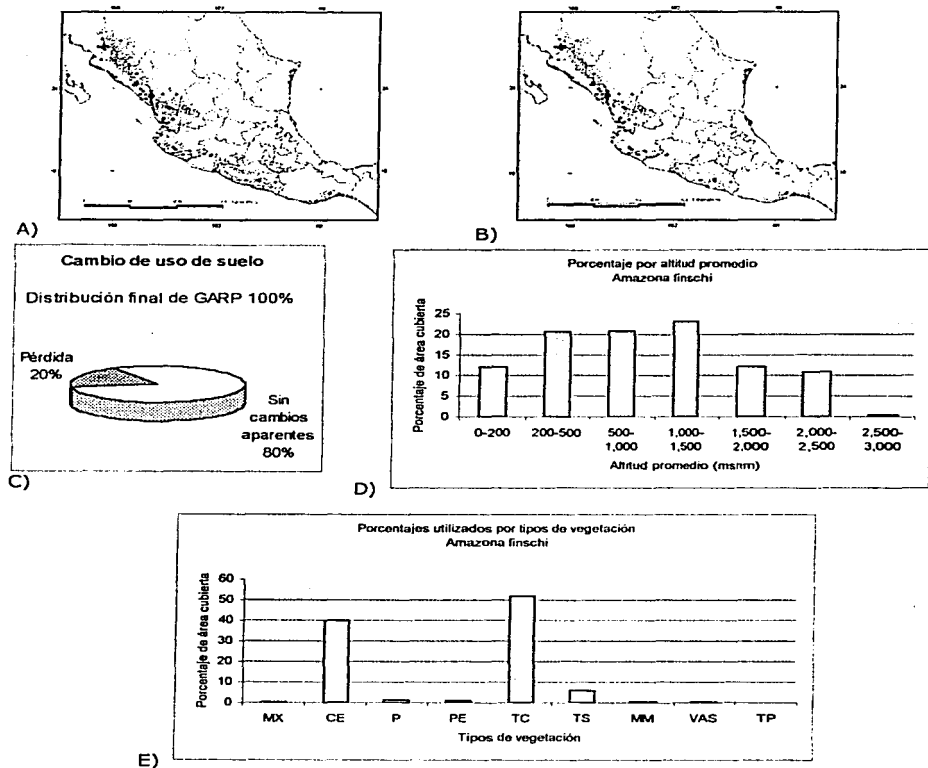 A)
B)
Cambio de uso de suelo
Distribución final de GARP 100%
Pérdida
20%
Sin
cambios
aparentes
80%
C)
Porcentaje por altitud promedio
Amazona finschi
Porcentaje de área cubierta
25
20
15
10
5
0
0-200
200-500
500-
1,000
1,000-
1,500
1,500-
2,000
2,000-
2,500
2,500-
3,000
Altitud promedio (msnm)
D)
Porcentajes utilizados por tipos de vegetación
Amazona finschi
Porcentaje de área cubierta
60
50
40
30
20
10
0
MX CE P PE TC TS MM VAS TP
Tipos de vegetación
E)